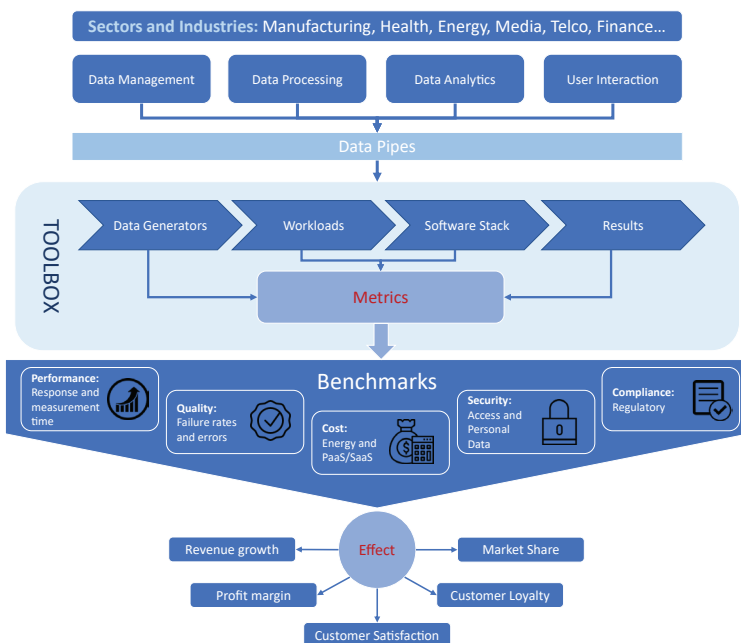 Sectors and Industries: Manufacturing, Health, Energy, Media, Telco, Finance...
Data Management
Data Processing
Data Analytics
User Interaction
Data Pipes
TOOLBOX
Data Generators
Workloads
Software Stack
Results
Metrics
Benchmarks
Performance:
Response and
measurement
time
Quality:
Failure rates
and errors
Cost:
Energy and
PaaS/SaaS
$
Security:
Access and
Personal
Data
0
Compliance:
Regulatory
Effect
Revenue growth
Market Share
Profit margin
Customer Loyalty
Customer Satisfaction